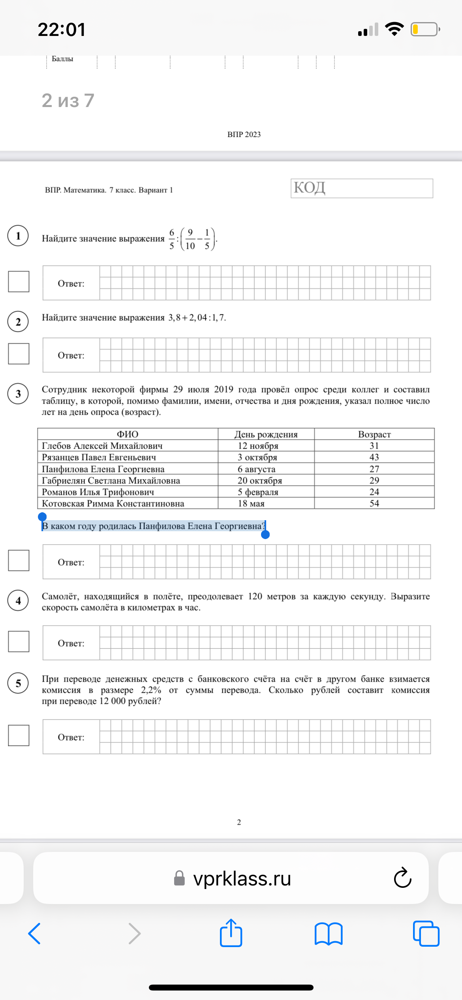 22:01
Баллы
2 из 7
ВПР 2023
ВПР. Математика. 7 класс. Вариант 1
КОД
1
Найдите значение выражения 6/5 : (9/10 − 1/5).
Ответ:
2
Найдите значение выражения 3,8 + 2,04 : 1,7.
Ответ:
3
Сотрудник некоторой фирмы 29 июля 2019 года провёл опрос среди коллег и составил
таблицу, в которой, помимо фамилии, имени, отчества и дня рождения, указал полное число
лет на день опроса (возраст).
ФИО День рождения Возраст
Глебов Алексей Михайлович 12 ноября 31
Рязанцев Павел Евгеньевич 3 октября 43
Панфилова Елена Георгиевна 6 августа 27
Габриелян Светлана Михайловна 20 октября 29
Романов Илья Трифонович 5 февраля 24
Котовская Римма Константиновна 18 мая 54
В каком году родилась Панфилова Елена Георгиевна?
Ответ:
4
Самолёт, находящийся в полёте, преодолевает 120 метров за каждую секунду. Выразите
скорость самолёта в километрах в час.
Ответ:
5
При переводе денежных средств с банковского счёта на счёт в другом банке взимается
комиссия в размере 2,2% от суммы перевода. Сколько рублей составит комиссия
при переводе 12 000 рублей?
Ответ:
2
vprklass.ru